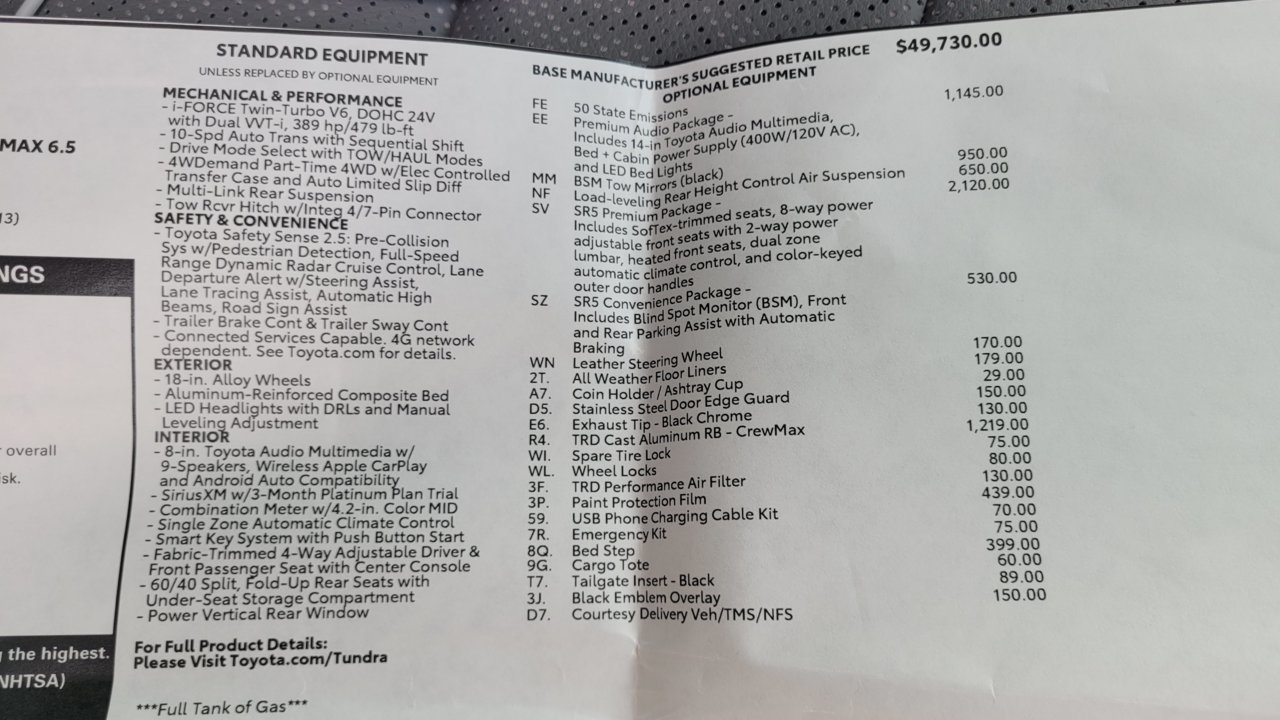 MAX 6.5
13)
NGS
overall
isk.
the highest.
NHTSA)
STANDARD EQUIPMENT
UNLESS REPLACED BY OPTIONAL EQUIPMENT
MECHANICAL & PERFORMANCE
- i-FORCE Twin-Turbo V6, DOHC 24V
with Dual VVT-i, 389 hp/479 lb-ft
- 10-Spd Auto Trans with Sequential Shift
- Drive Mode Select with TOW/HAUL Modes
- 4WDemand Part-Time 4WD w/Elec Controlled
Transfer Case and Auto Limited Slip Diff
- Multi-Link Rear Suspension
- Tow Rcvr Hitch w/Integ 4/7-Pin Connector
SAFETY & CONVENIENCE
- Toyota Safety Sense 2.5: Pre-Collision
Sys w/Pedestrian Detection, Full-Speed
Range Dynamic Radar Cruise Control, Lane
Departure Alert w/Steering Assist,
Lane Tracing Assist, Automatic High
Beams, Road Sign Assist
- Trailer Brake Cont & Trailer Sway Cont
- Connected Services Capable. 4G network
dependent. See Toyota.com for details.
EXTERIOR
- 18-in. Alloy Wheels
- Aluminum-Reinforced Composite Bed
- LED Headlights with DRLs and Manual
Leveling Adjustment
INTERIOR
- 8-in. Toyota Audio Multimedia w/
9-Speakers, Wireless Apple CarPlay
and Android Auto Compatibility
- SiriusXM w/3-Month Platinum Plan Trial
- Combination Meter w/4.2-in. Color MID
- Single Zone Automatic Climate Control
- Smart Key System with Push Button Start
- Fabric-Trimmed 4-Way Adjustable Driver &
Front Passenger Seat with Center Console
- 60/40 Split, Fold-Up Rear Seats with
Under-Seat Storage Compartment
- Power Vertical Rear Window
For Full Product Details:
Please Visit Toyota.com/Tundra
***Full Tank of Gas***
BASE MANUFACTURER'S SUGGESTED RETAIL PRICE $49,730.00
OPTIONAL EQUIPMENT
FE 50 State Emissions
EE Premium Audio Package - 1,145.00
Includes 14-in Toyota Audio Multimedia,
Bed + Cabin Power Supply (400W/120V AC),
and LED Bed Lights
MM BSM Tow Mirrors (black) 950.00
NF Load-leveling Rear Height Control Air Suspension 650.00
SV SR5 Premium Package - 2,120.00
Includes SofTex-trimmed seats, 8-way power
adjustable front seats with 2-way power
lumbar, heated front seats, dual zone
automatic climate control, and color-keyed
outer door handles
SZ SR5 Convenience Package - 530.00
Includes Blind Spot Monitor (BSM), Front
and Rear Parking Assist with Automatic
Braking
WN Leather Steering Wheel 170.00
2T. All Weather Floor Liners 179.00
A7. Coin Holder / Ashtray Cup 29.00
D5. Stainless Steel Door Edge Guard 150.00
E6. Exhaust Tip - Black Chrome 130.00
R4. TRD Cast Aluminum RB - CrewMax 1,219.00
WI. Spare Tire Lock 75.00
WL. Wheel Locks 80.00
3F. TRD Performance Air Filter 130.00
3P. Paint Protection Film 439.00
59. USB Phone Charging Cable Kit 70.00
7R. Emergency Kit 75.00
8Q. Bed Step 399.00
9G. Cargo Tote 60.00
T7. Tailgate Insert - Black 89.00
3J. Black Emblem Overlay 150.00
D7. Courtesy Delivery Veh/TMS/NFS